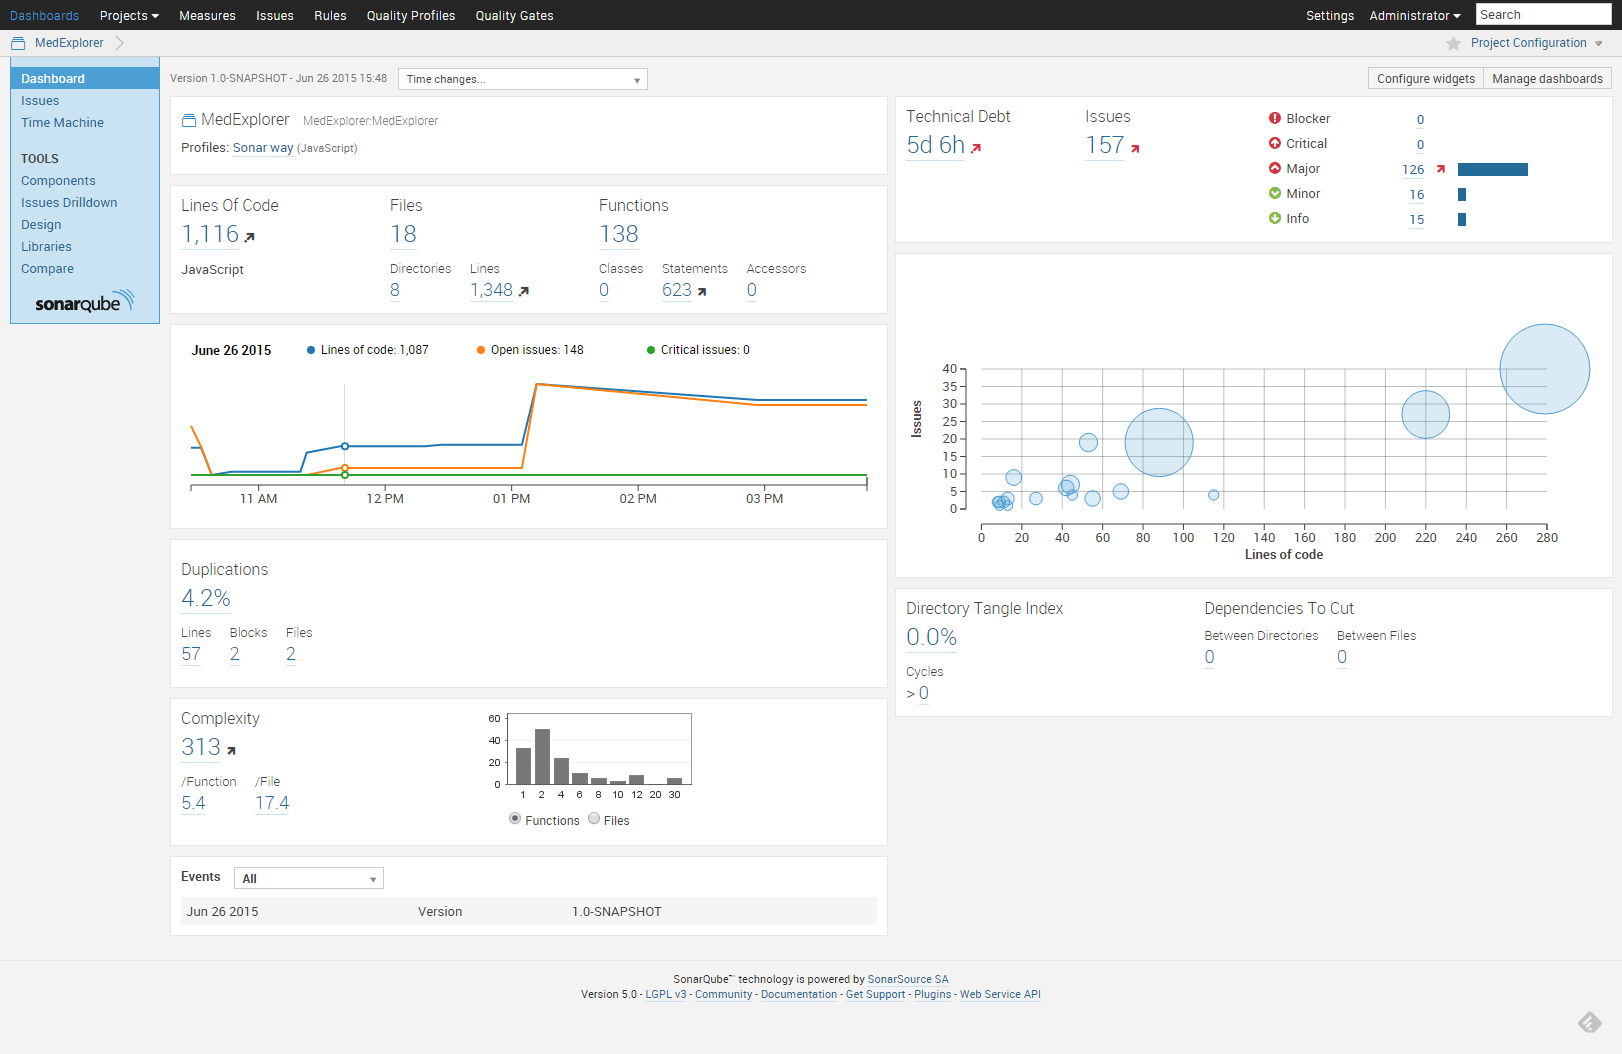 Dashboards Projects Measures Issues Rules Quality Profiles Quality Gates Settings Administrator Search
MedExplorer Project Configuration
Dashboard
Issues
Time Machine
TOOLS
Components
Issues Drilldown
Design
Libraries
Compare
sonarqube
Version 1.0-SNAPSHOT - Jun 26 2015 15:48 Time changes... Configure widgets Manage dashboards
MedExplorer MedExplorer:MedExplorer
Profiles: Sonar way (JavaScript)
Lines Of Code Files Functions
1,116 18 138
JavaScript Directories Lines Classes Statements Accessors
8 1,348 0 623 0
June 26 2015 Lines of code: 1,087 Open issues: 148 Critical issues: 0
11 AM 12 PM 01 PM 02 PM 03 PM
Duplications
4.2%
Lines Blocks Files
57 2 2
Complexity
313
/Function /File
5.4 17.4
60
40
20
0
1 2 4 6 8 10 12 20 30
Functions Files
Events All
Jun 26 2015 Version 1.0-SNAPSHOT
Technical Debt Issues
5d 6h 157
Blocker 0
Critical 0
Major 126
Minor 16
Info 15
Issues
40
35
30
25
20
15
10
5
0
0 20 40 60 80 100 120 140 160 180 200 220 240 260 280
Lines of code
Directory Tangle Index Dependencies To Cut
0.0% Between Directories Between Files
0 0
Cycles
> 0
SonarQube™ technology is powered by SonarSource SA
Version 5.0 - LGPL v3 - Community - Documentation - Get Support - Plugins - Web Service API